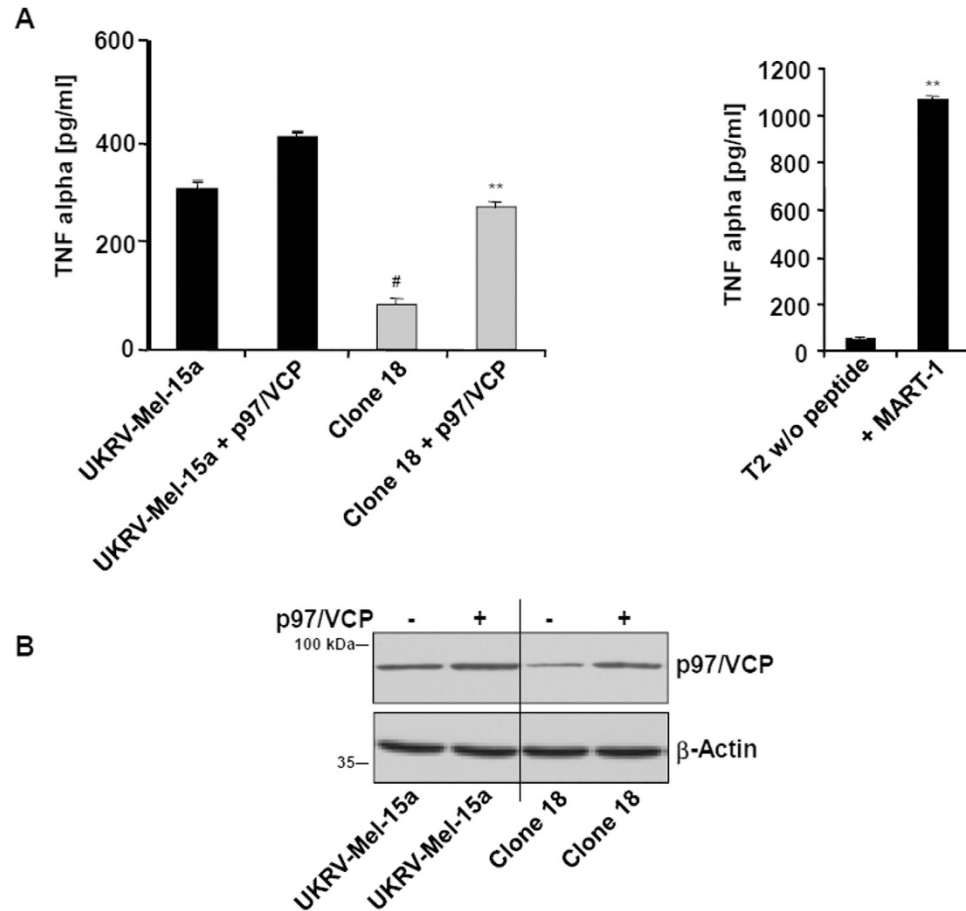 A
TNF alpha [pg/ml]
600
400
200
0
#
**
UKRV-Mel-15a
UKRV-Mel-15a + p97/VCP
Clone 18
Clone 18 + p97/VCP
TNF alpha [pg/ml]
1200
1000
800
600
400
200
0
**
T2 w/o peptide
+ MART-1
B
p97/VCP - + - +
100 kDa
p97/VCP
35
β-Actin
UKRV-Mel-15a
UKRV-Mel-15a
Clone 18
Clone 18